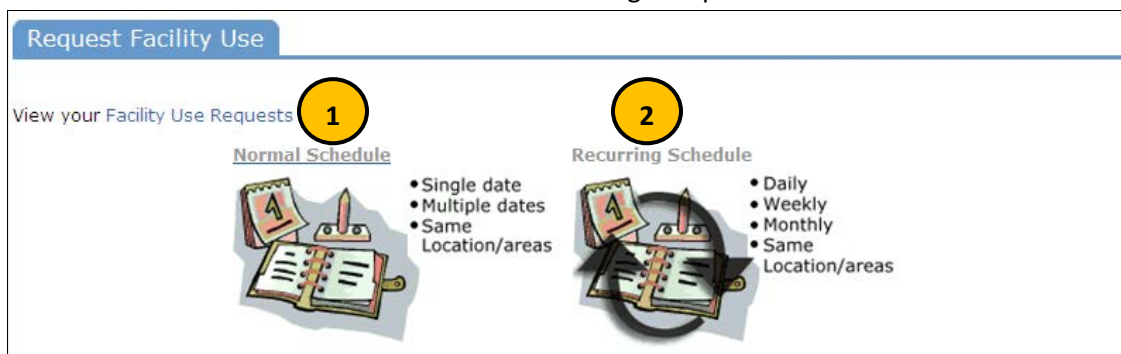 Request Facility Use
View your Facility Use Requests
1
2
Normal Schedule
• Single date
• Multiple dates
• Same
Location/areas
Recurring Schedule
• Daily
• Weekly
• Monthly
• Same
Location/areas